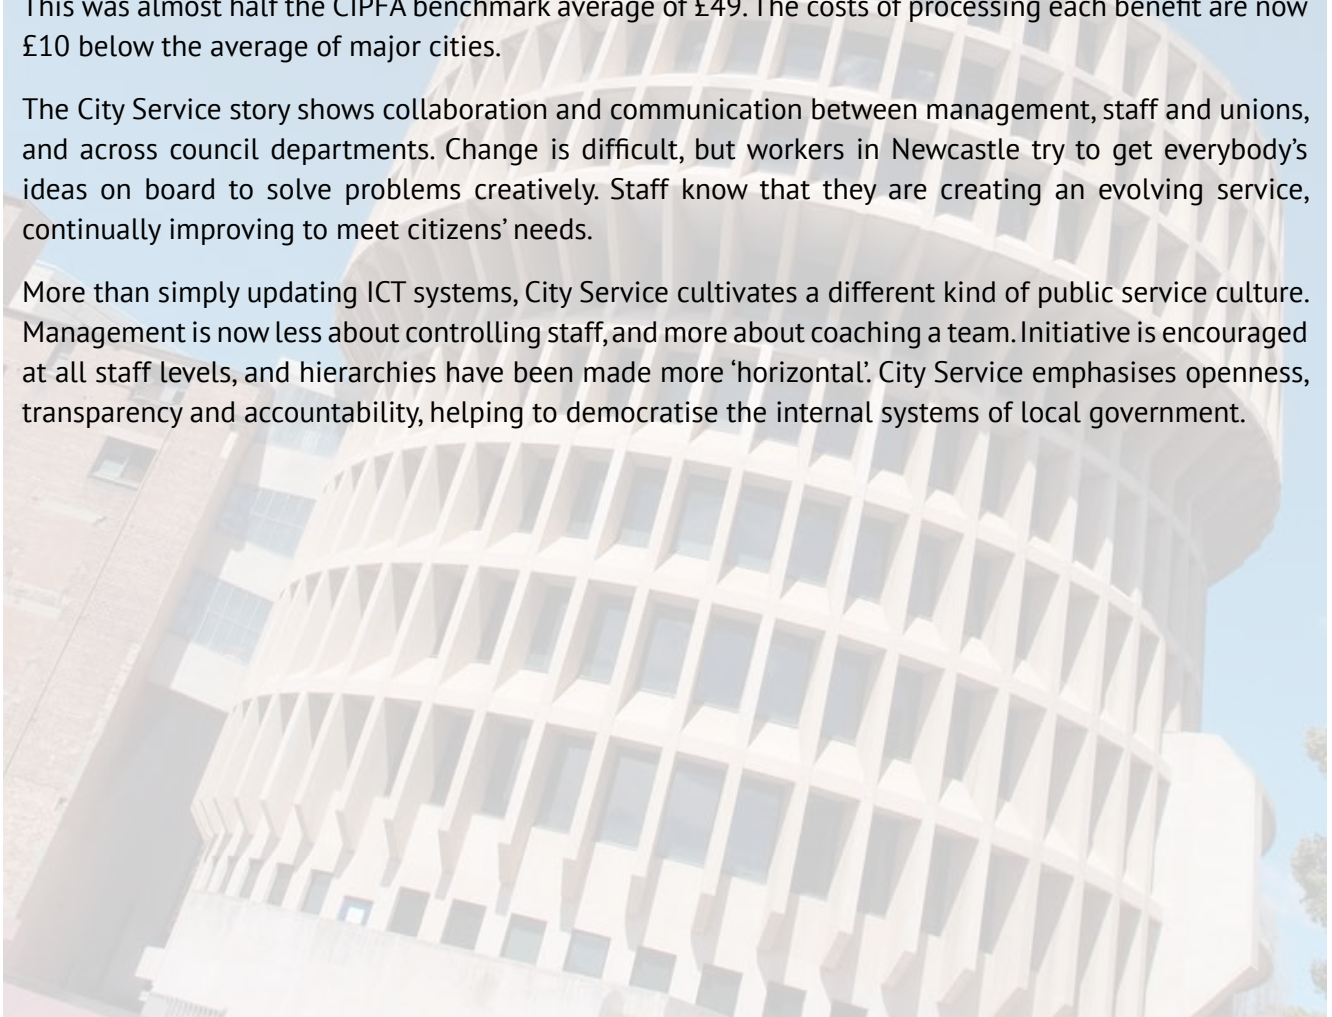 This was almost half the CIPFA benchmark average of £49. The costs of processing each benefit are now
£10 below the average of major cities.
The City Service story shows collaboration and communication between management, staff and unions,
and across council departments. Change is difficult, but workers in Newcastle try to get everybody’s
ideas on board to solve problems creatively. Staff know that they are creating an evolving service,
continually improving to meet citizens’ needs.
More than simply updating ICT systems, City Service cultivates a different kind of public service culture.
Management is now less about controlling staff, and more about coaching a team. Initiative is encouraged
at all staff levels, and hierarchies have been made more ‘horizontal’. City Service emphasises openness,
transparency and accountability, helping to democratise the internal systems of local government.